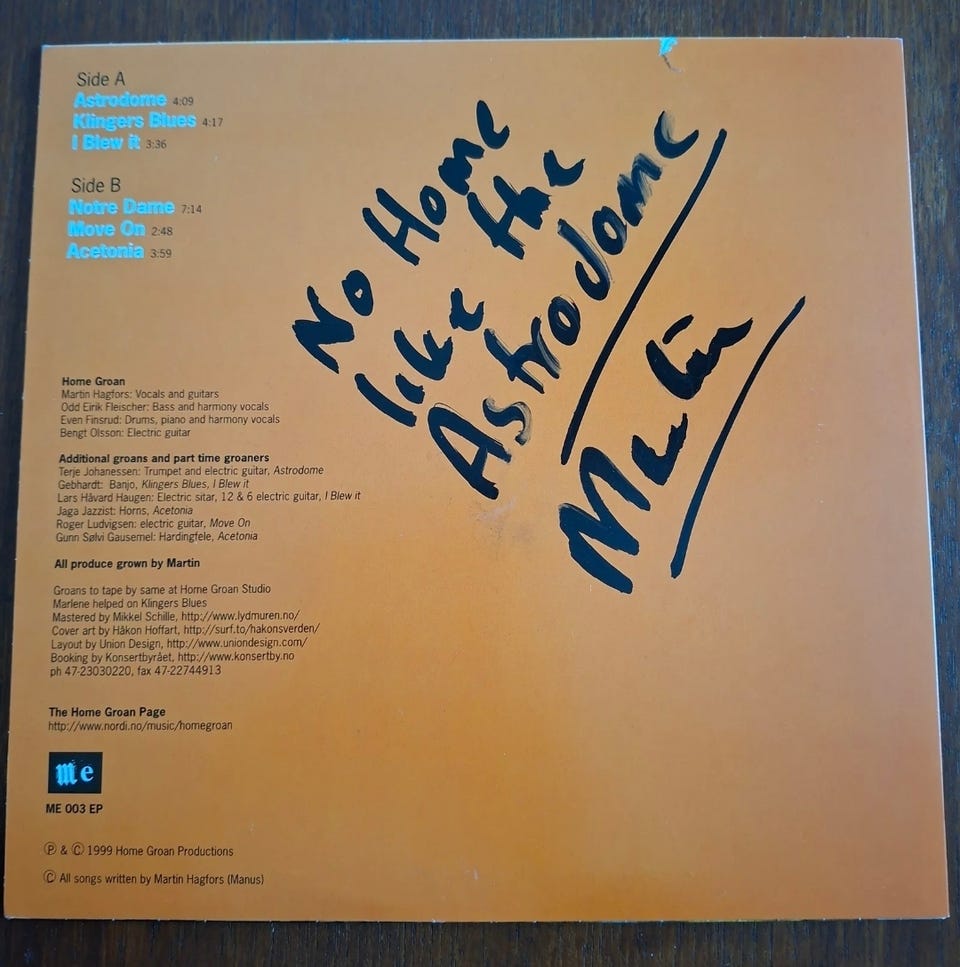 Side A
Astrodome 4:09
Klingers Blues 4:17
I Blew it 3:36
Side B
Notre Dame 7:14
Move On 2:48
Acetonia 3:59
No Home
like the
Astrodome
Martin
Home Groan
Martin Hagfors: Vocals and guitars
Odd Eirik Fleischer: Bass and harmony vocals
Even Finsrud: Drums, piano and harmony vocals
Bengt Olsson: Electric guitar
Additional groans and part time groaners
Terje Johanessen: Trumpet and electric guitar, Astrodome
Gebhardt: Banjo, Klingers Blues, I Blew it
Lars Håvard Haugen: Electric sitar, 12 & 6 electric guitar, I Blew it
Jaga Jazzist: Horns, Acetonia
Roger Ludvigsen: electric guitar, Move On
Gunn Sølvi Gausemel: Hardingfele, Acetonia
All produce grown by Martin
Groans to tape by same at Home Groan Studio
Marlene helped on Klingers Blues
Mastered by Mikkel Schille, http://www.lydmuren.no/
Cover art by Håkon Hoffart, http://surf.to/hakonsverden/
Layout by Union Design, http://www.uniondesign.com/
Booking by Konsertbyrået, http://www.konsertby.no
ph 47-23030220, fax 47-22744913
The Home Groan Page
http://www.nordi.no/music/homegroan
me
ME 003 EP
Ⓟ & © 1999 Home Groan Productions
© All songs written by Martin Hagfors (Manus)